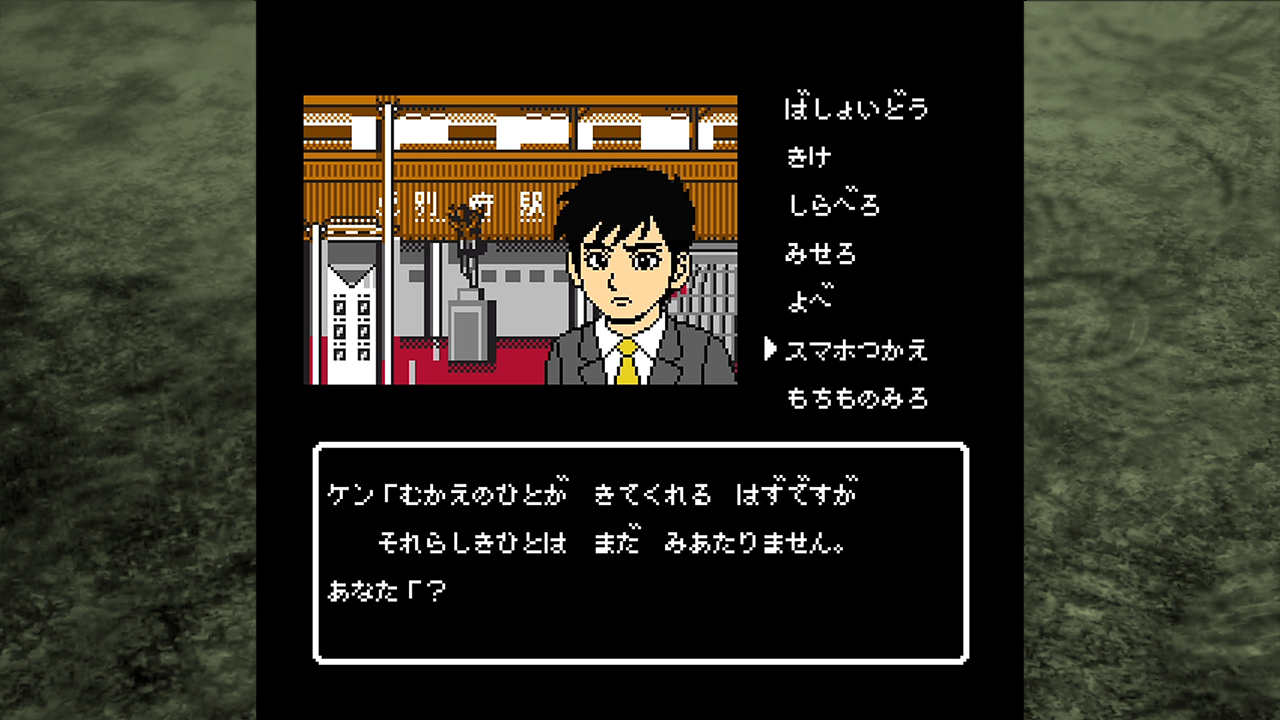 別府駅
ばしょいどう
きけ
しらべろ
みせろ
よべ
スマホつかえ
もちものみろ
ケン「むかえのひとが きてくれる はずですが
それらしきひとは まだ みあたりません。
あなた「?